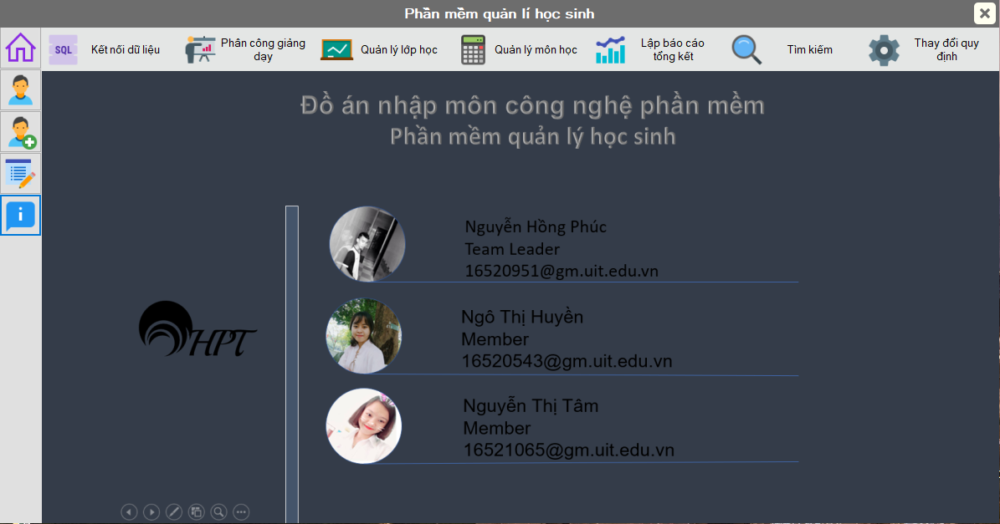 Phần mềm quản lí học sinh
SQL
Kết nối dữ liệu
Phân công giảng
dạy
Quản lý lớp học
Quản lý môn học
Lập báo cáo
tổng kết
Tìm kiếm
Thay đổi quy
định
Đồ án nhập môn công nghệ phần mềm
Phần mềm quản lý học sinh
Nguyễn Hồng Phúc
Team Leader
16520951@gm.uit.edu.vn
Ngô Thị Huyền
Member
16520543@gm.uit.edu.vn
HPT
Nguyễn Thị Tâm
Member
16521065@gm.uit.edu.vn